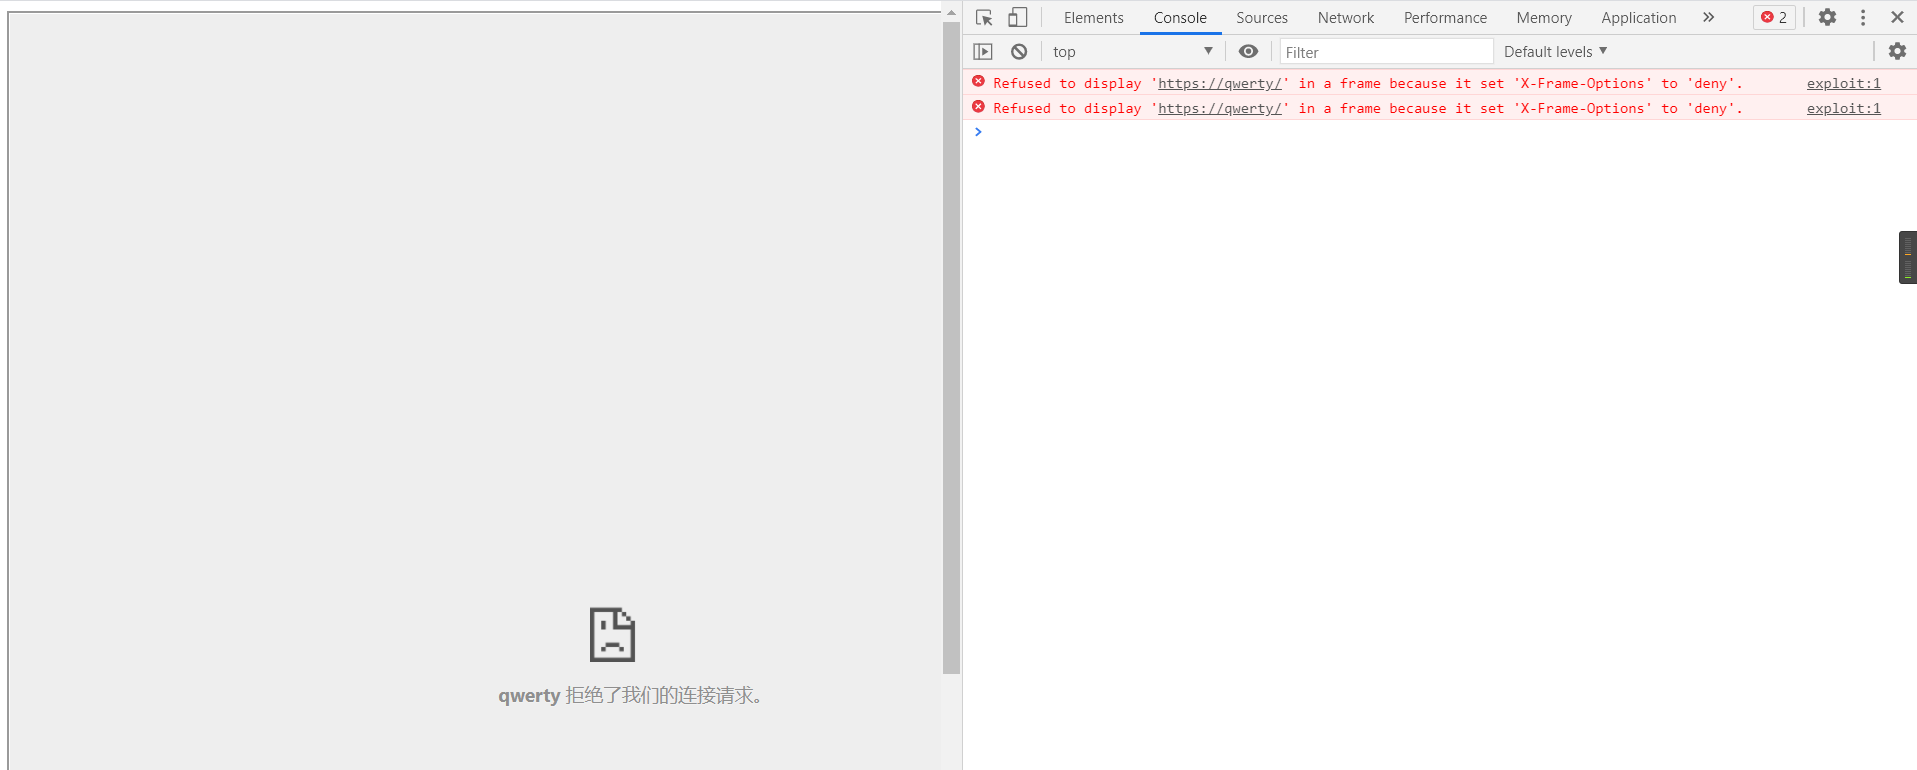 Elements Console Sources Network Performance Memory Application » 2
top Filter Default levels
Refused to display 'https://qwerty/' in a frame because it set 'X-Frame-Options' to 'deny'. exploit:1
Refused to display 'https://qwerty/' in a frame because it set 'X-Frame-Options' to 'deny'. exploit:1
>
qwerty 拒绝了我们的连接请求。